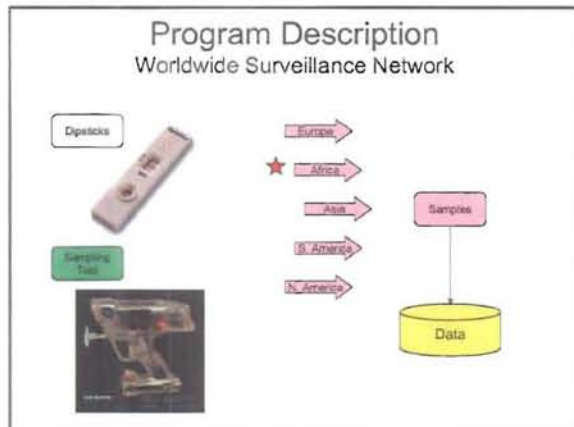 Program Description
Worldwide Surveillance Network
Dipsticks
Europe
Africa
Asia
S. America
N. America
Samples
Sampling
Tool
Data